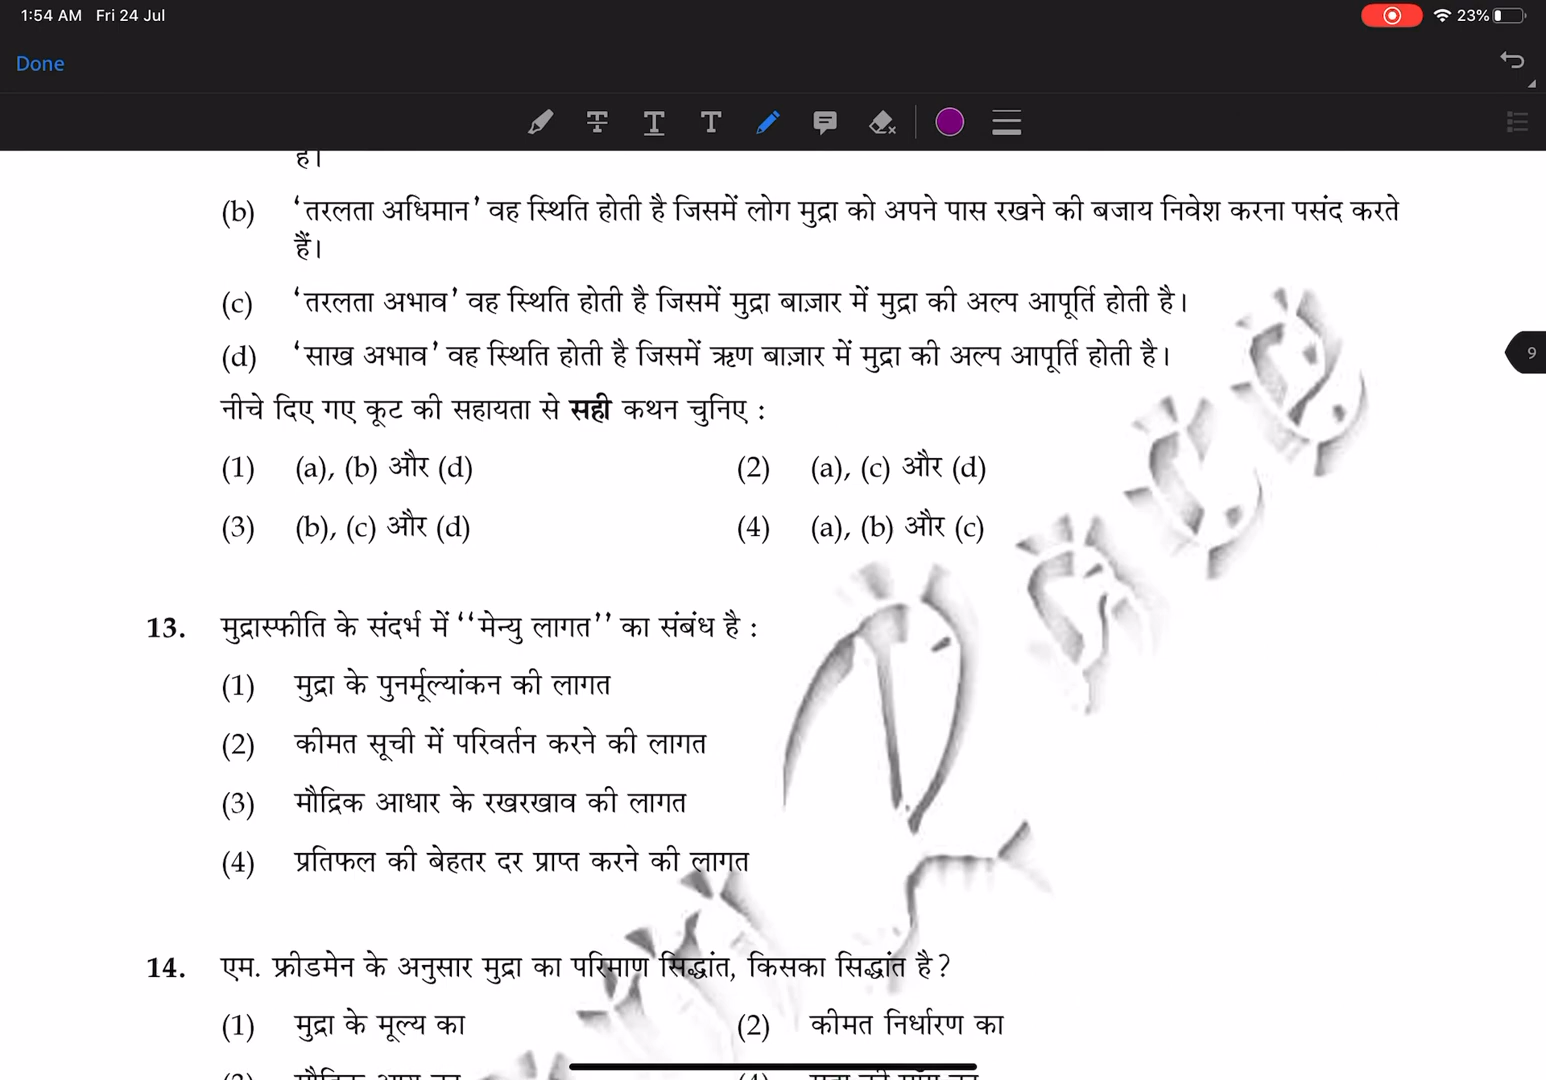 1:54 AM Fri 24 Jul
23%
Done
है।
(b) ‘तरलता अधिमान’ वह स्थिति होती है जिसमें लोग मुद्रा को अपने पास रखने की बजाय निवेश करना पसंद करते
हैं।
(c) ‘तरलता अभाव’ वह स्थिति होती है जिसमें मुद्रा बाज़ार में मुद्रा की अल्प आपूर्ति होती है।
(d) ‘साख अभाव’ वह स्थिति होती है जिसमें ऋण बाज़ार में मुद्रा की अल्प आपूर्ति होती है।
9
नीचे दिए गए कूट की सहायता से सही कथन चुनिए :
(1) (a), (b) और (d) (2) (a), (c) और (d)
(3) (b), (c) और (d) (4) (a), (b) और (c)
13. मुद्रास्फीति के संदर्भ में ‘‘मेन्यु लागत’’ का संबंध है :
(1) मुद्रा के पुनर्मूल्यांकन की लागत
(2) कीमत सूची में परिवर्तन करने की लागत
(3) मौद्रिक आधार के रखरखाव की लागत
(4) प्रतिफल की बेहतर दर प्राप्त करने की लागत
14. एम. फ्रीडमेन के अनुसार मुद्रा का परिमाण सिद्धांत, किसका सिद्धांत है ?
(1) मुद्रा के मूल्य का (2) कीमत निर्धारण का